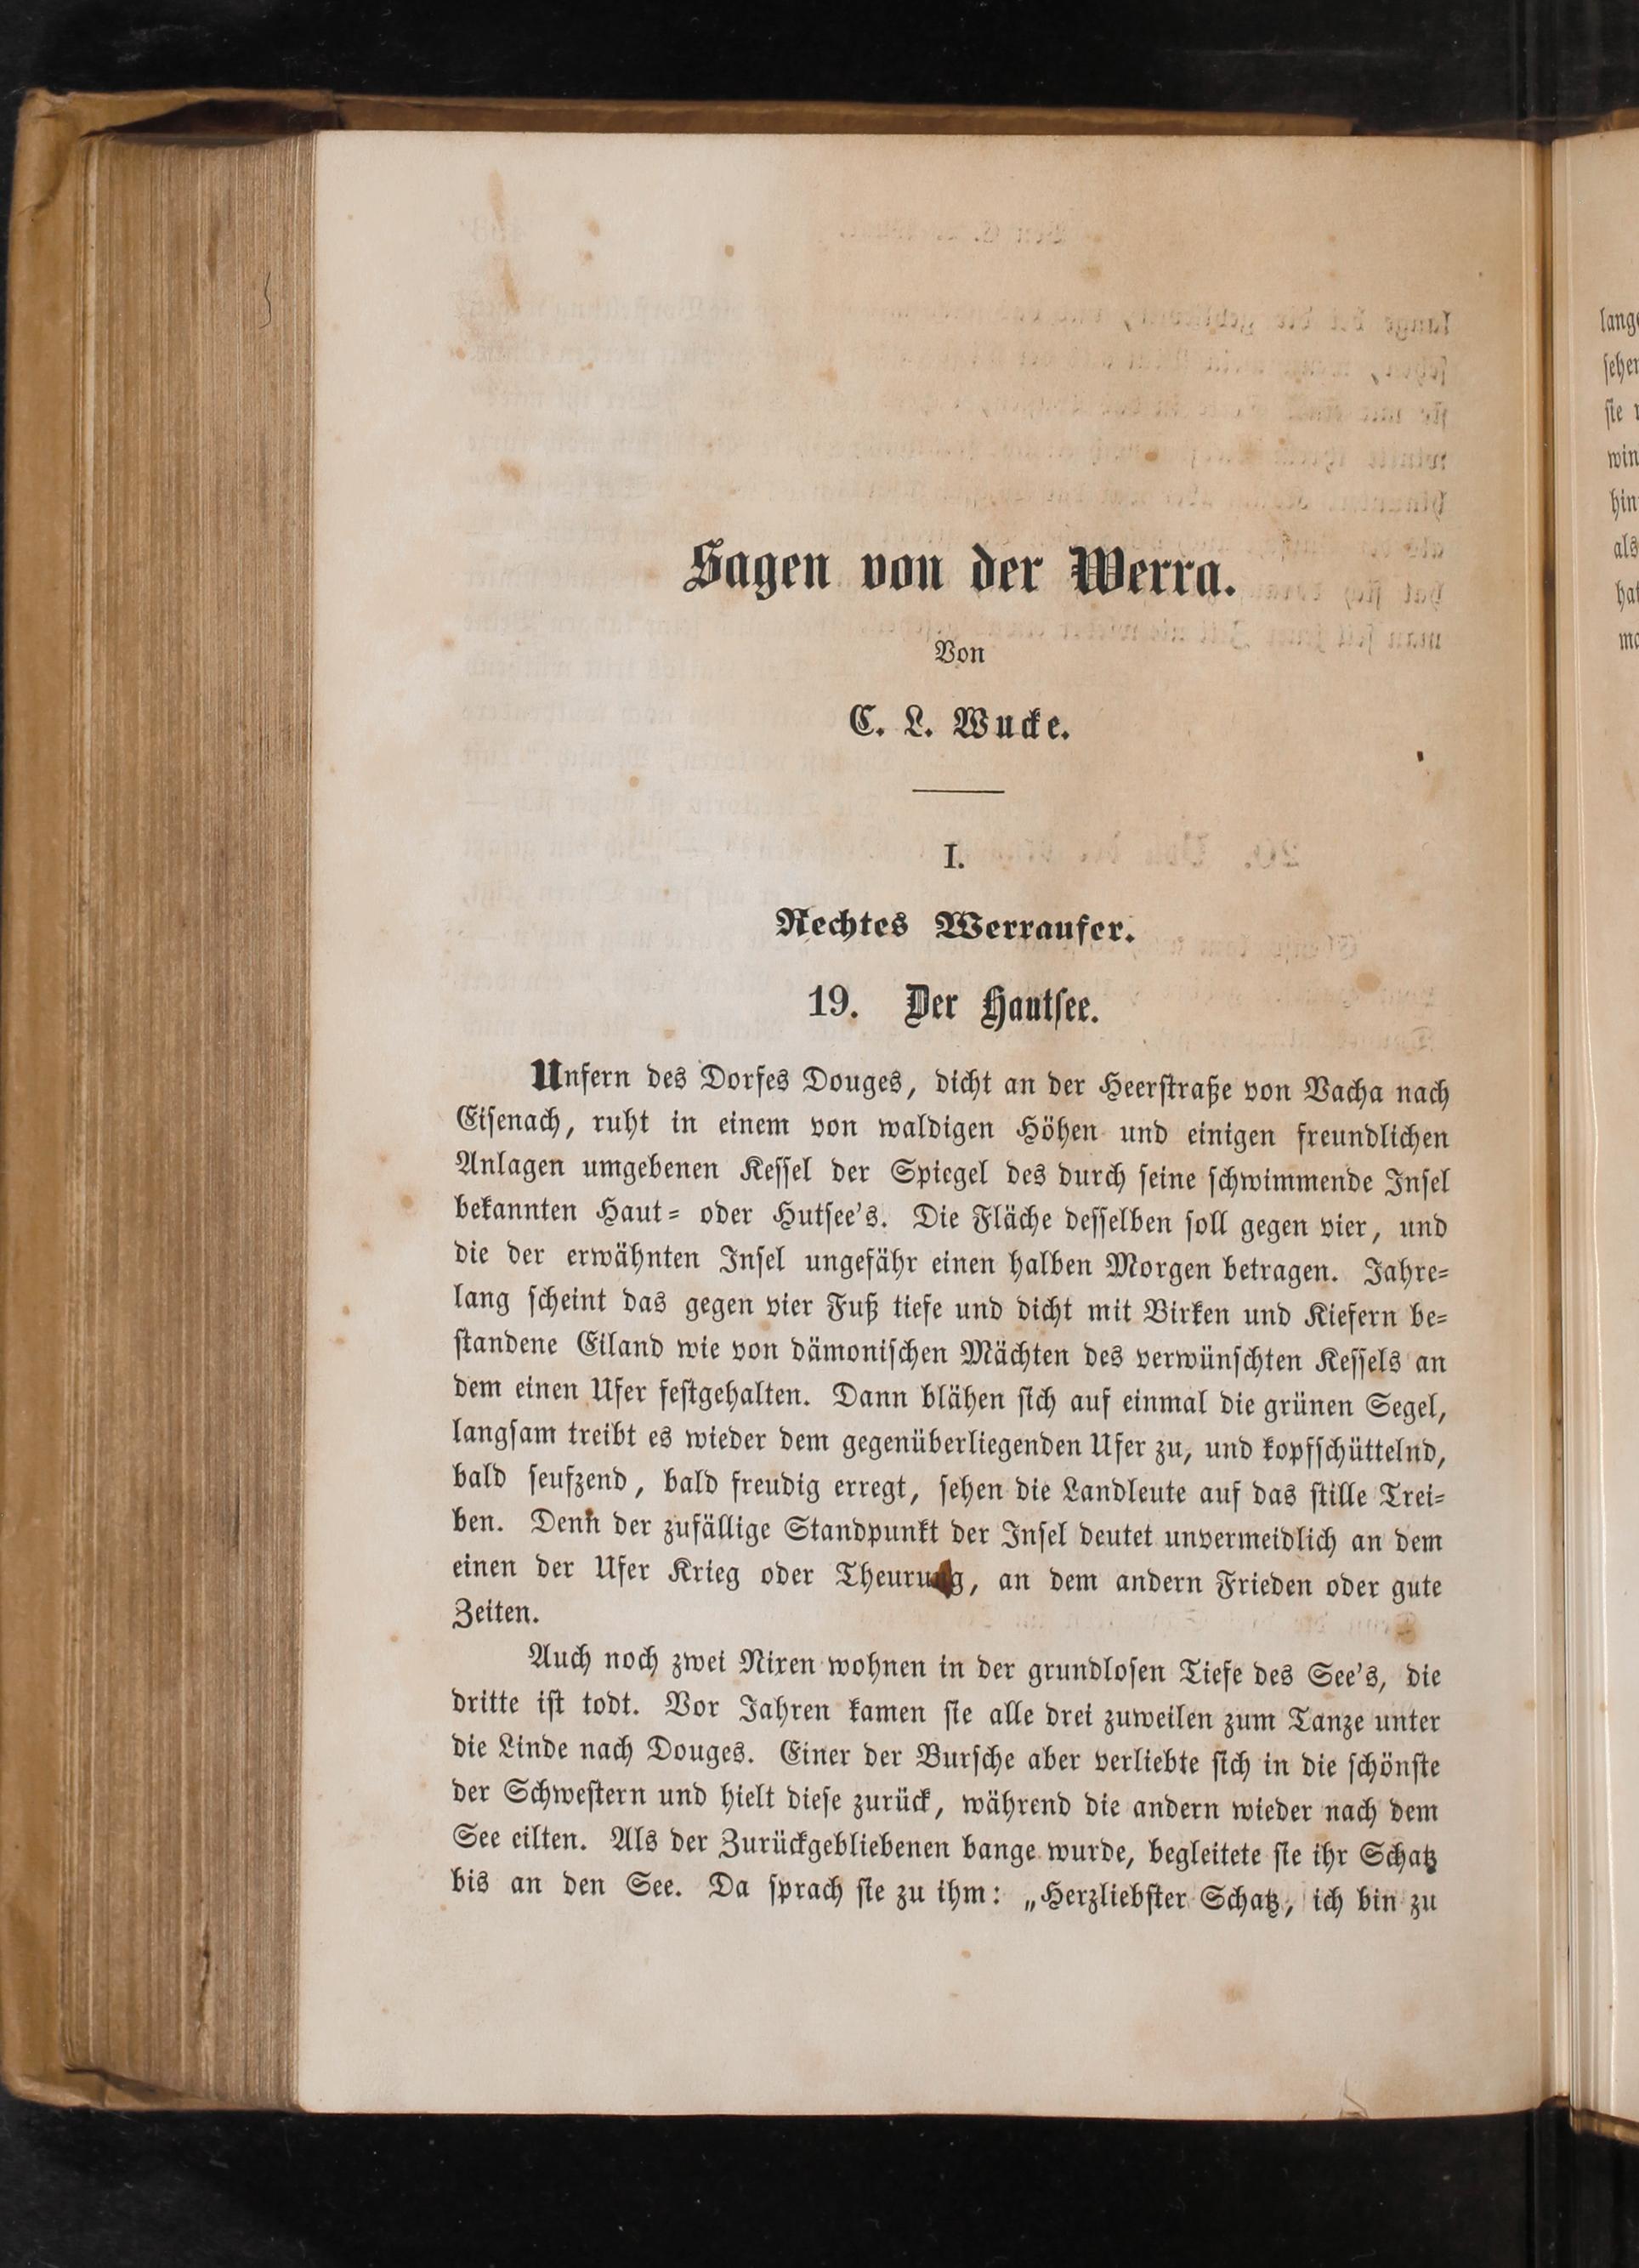 Sagen von der Werra.
Von
C. L. Wucke.
I.
Rechtes Werraufer.
19. Der Hautsee.
Unfern des Dorfes Douges, dicht an der Heerstraße von Vacha nach
Eisenach, ruht in einem von waldigen Höhen und einigen freundlichen
Anlagen umgebenen Kessel der Spiegel des durch seine schwimmende Insel
bekannten Haut- oder Hutsee's. Die Fläche desselben soll gegen vier, und
die der erwähnten Insel ungefähr einen halben Morgen betragen. Jahre-
lang scheint das gegen vier Fuß tiefe und dicht mit Birken und Kiefern be-
standene Eiland wie von dämonischen Mächten des verwünschten Kessels an
dem einen Ufer festgehalten. Dann blähen sich auf einmal die grünen Segel,
langsam treibt es wieder dem gegenüberliegenden Ufer zu, und kopfschüttelnd,
bald seufzend, bald freudig erregt, sehen die Landleute auf das stille Trei-
ben. Denn der zufällige Standpunkt der Insel deutet unvermeidlich an dem
einen der Ufer Krieg oder Theurung, an dem andern Frieden oder gute
Zeiten.
Auch noch zwei Nixen wohnen in der grundlosen Tiefe des See's, die
dritte ist todt. Vor Jahren kamen sie alle drei zuweilen zum Tanze unter
die Linde nach Douges. Einer der Bursche aber verliebte sich in die schönste
der Schwestern und hielt diese zurück, während die andern wieder nach dem
See eilten. Als der Zurückgebliebenen bange wurde, begleitete sie ihr Schatz
bis an den See. Da sprach sie zu ihm: „Herzliebster Schatz, ich bin zu